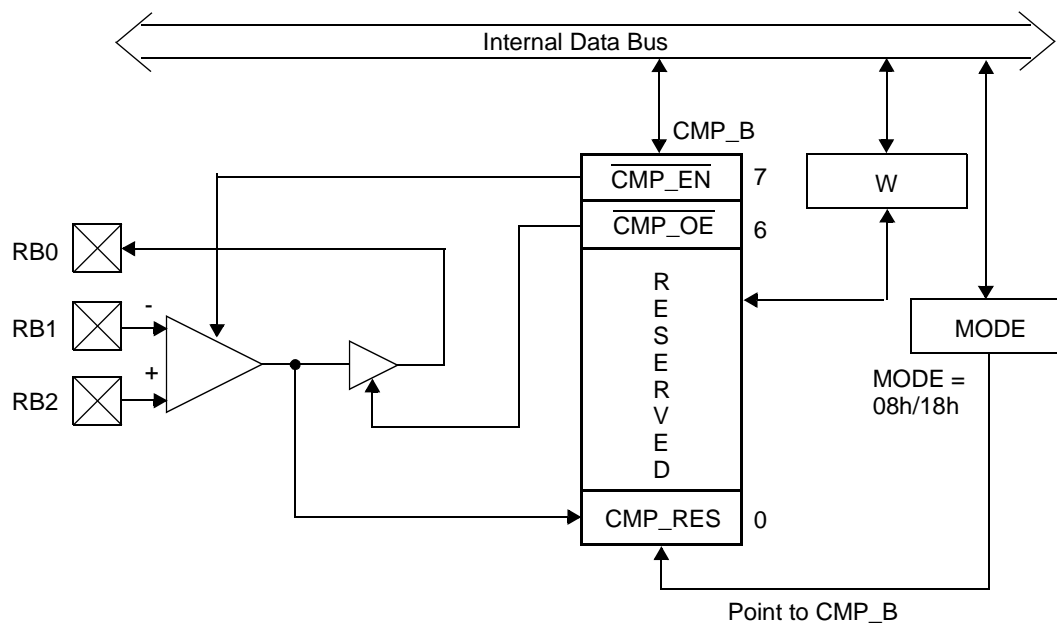 Internal Data Bus
CMP_B
CMP_EN
7
W
CMP_OE
6
RB0
RESERVED
-
RB1
MODE
+
RB2
MODE =
08h/18h
CMP_RES
0
Point to CMP_B